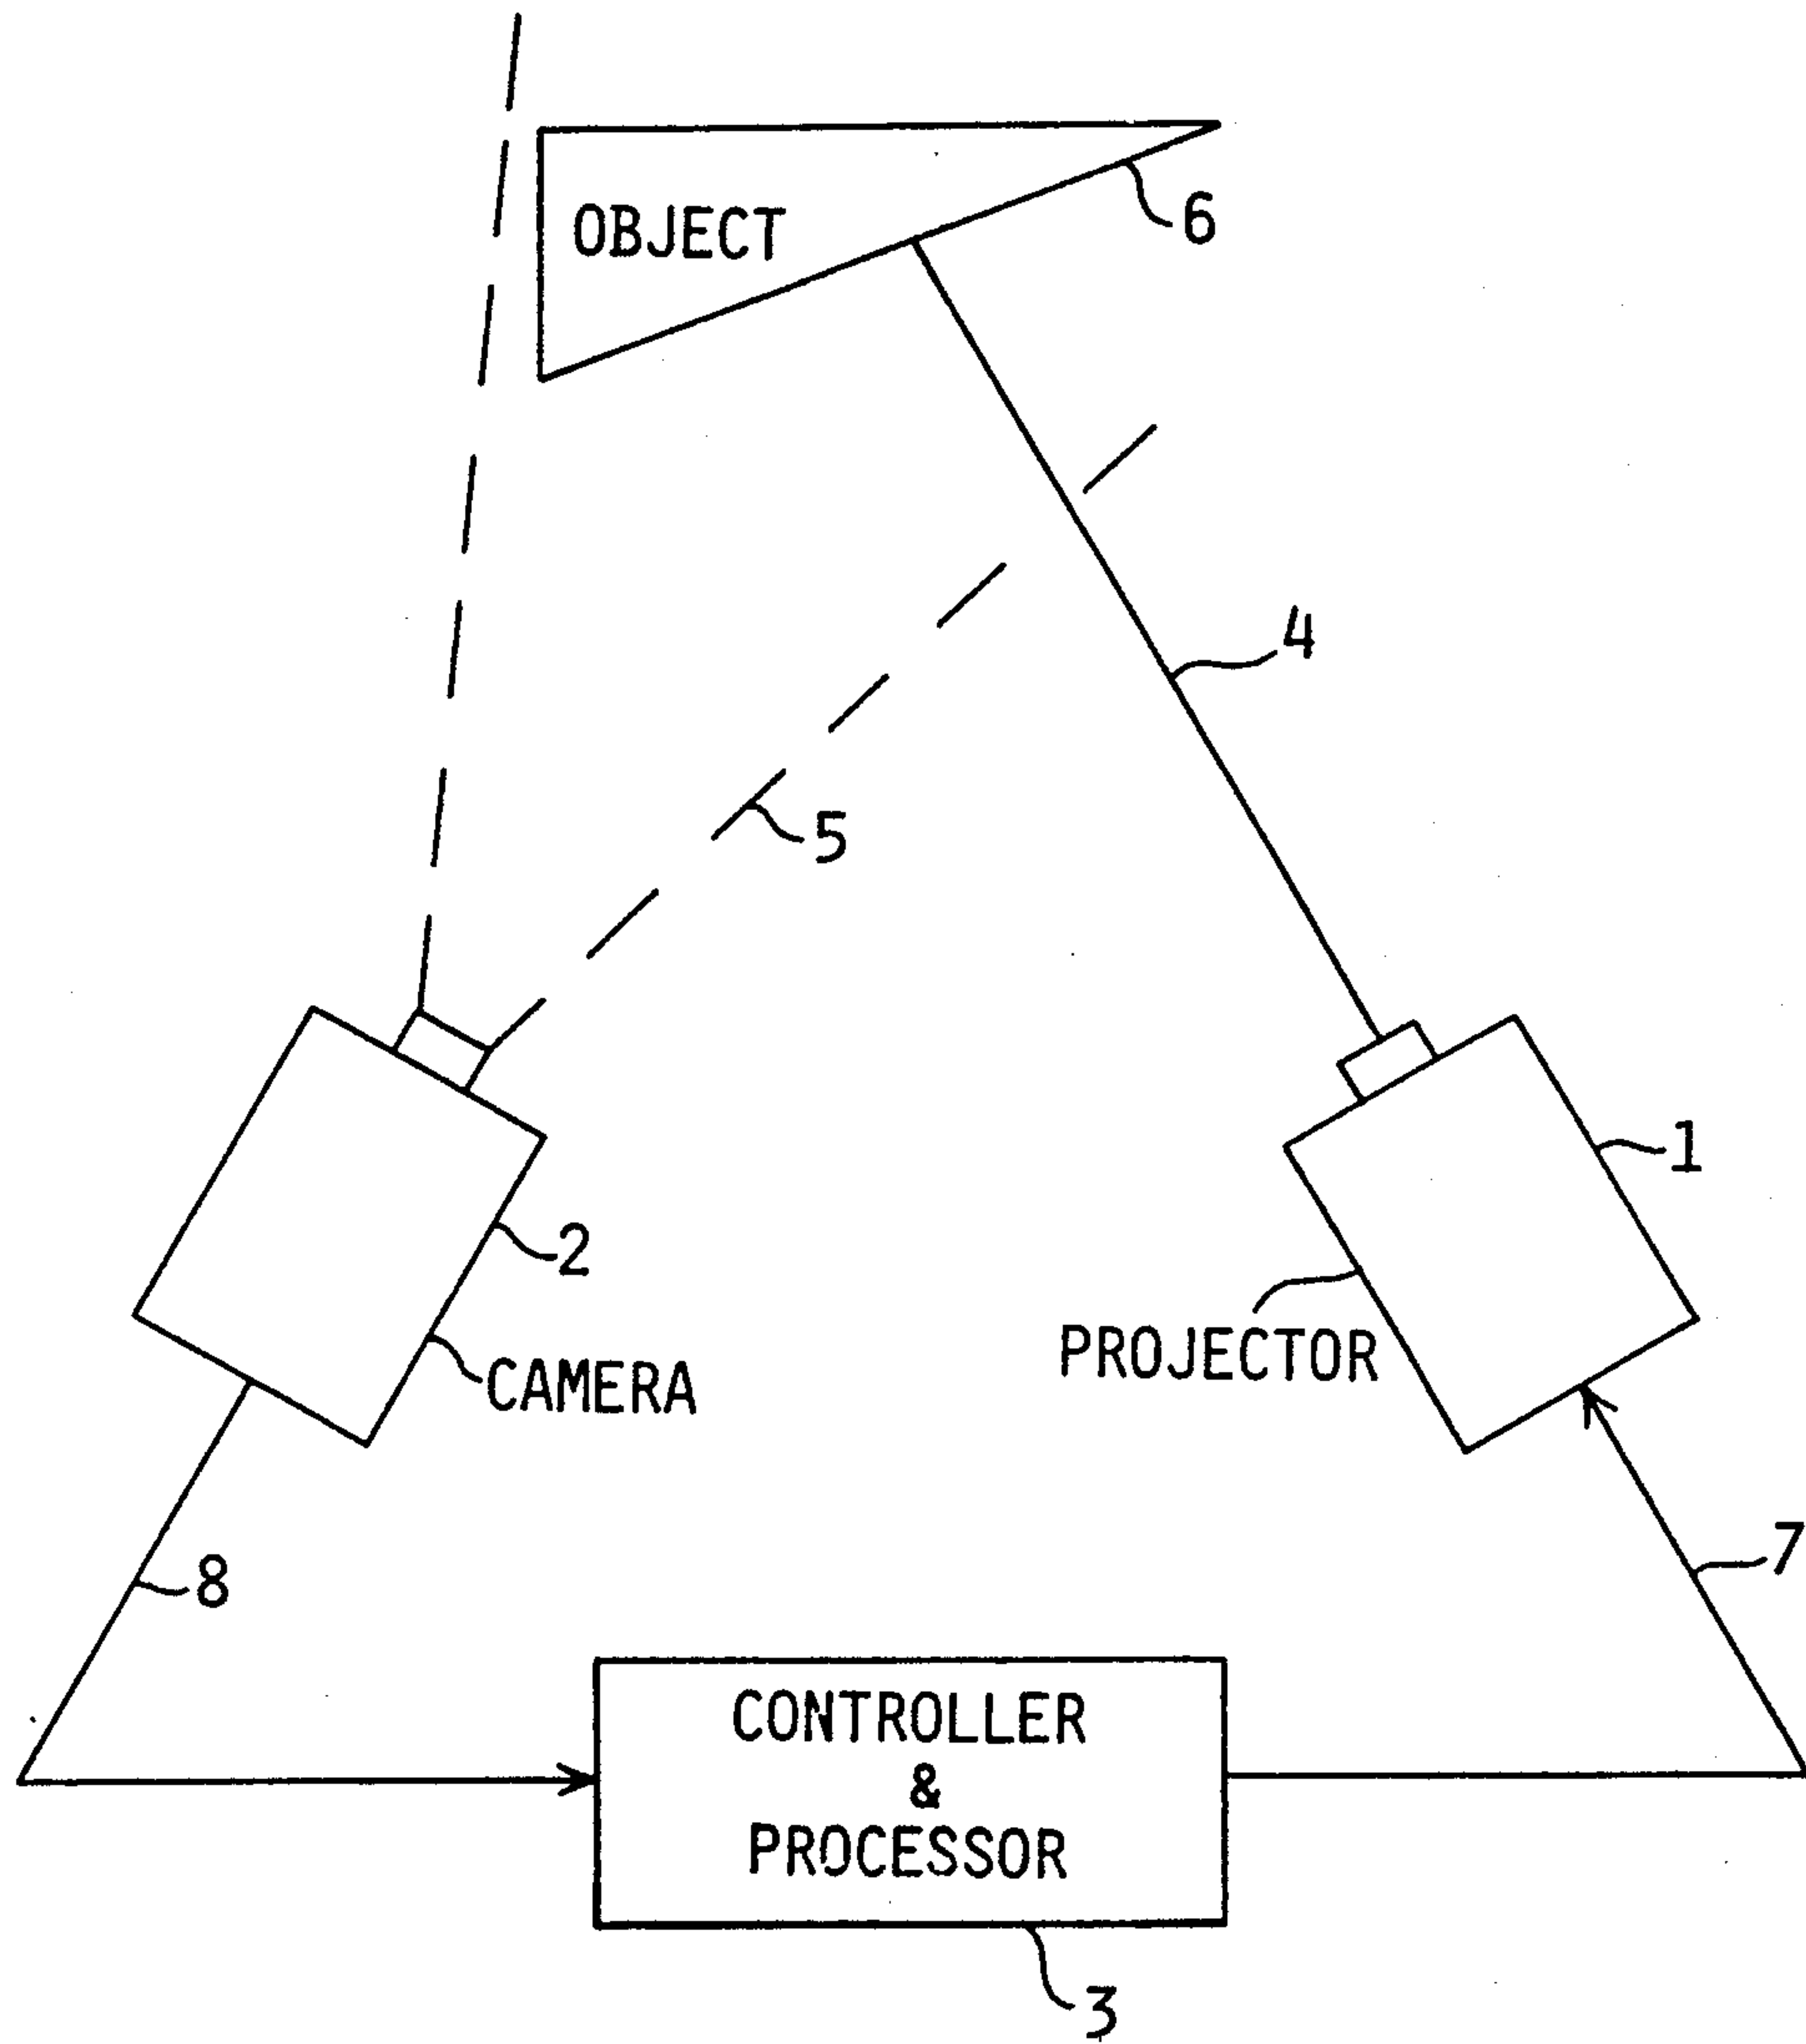 OBJECT
6
4
5
1
2
PROJECTOR
CAMERA
7
8
CONTROLLER
&
PROCESSOR
3